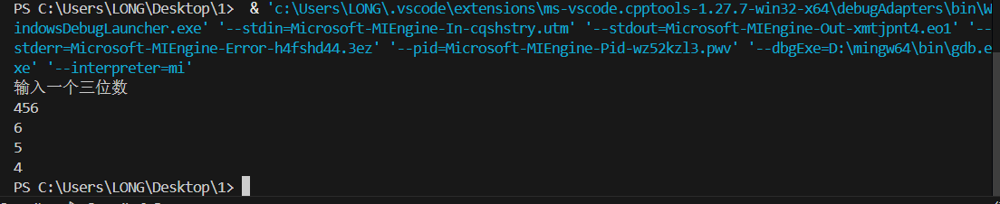 PS C:\Users\LONG\Desktop\1>  & 'c:\Users\LONG\.vscode\extensions\ms-vscode.cpptools-1.27.7-win32-x64\debugAdapters\bin\W
indowsDebugLauncher.exe' '--stdin=Microsoft-MIEngine-In-cqshstry.utm' '--stdout=Microsoft-MIEngine-Out-xmtjpnt4.eo1' '--
stderr=Microsoft-MIEngine-Error-h4fshd44.3ez' '--pid=Microsoft-MIEngine-Pid-wz52kzl3.pwv' '--dbgExe=D:\mingw64\bin\gdb.e
xe' '--interpreter=mi'
输入一个三位数
456
6
5
4
PS C:\Users\LONG\Desktop\1>